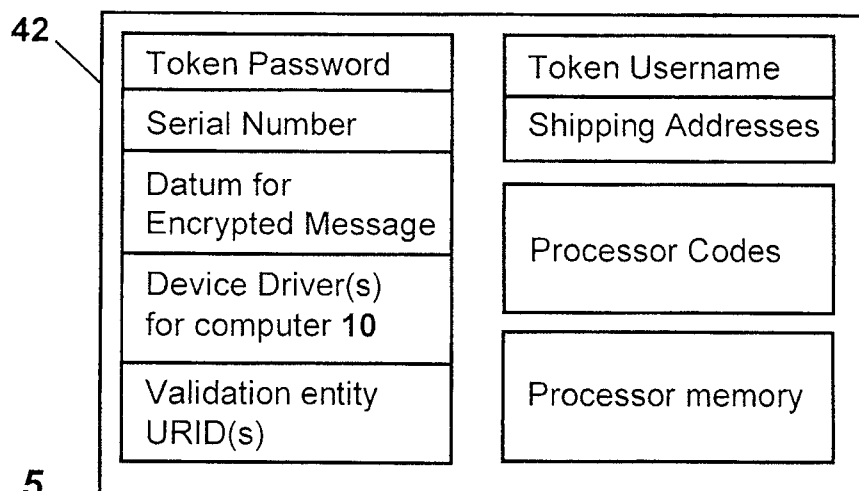 42
Token Password
Serial Number
Datum for
Encrypted Message
Device Driver(s)
for computer 10
Validation entity
URID(s)
Token Username
Shipping Addresses
Processor Codes
Processor memory
5